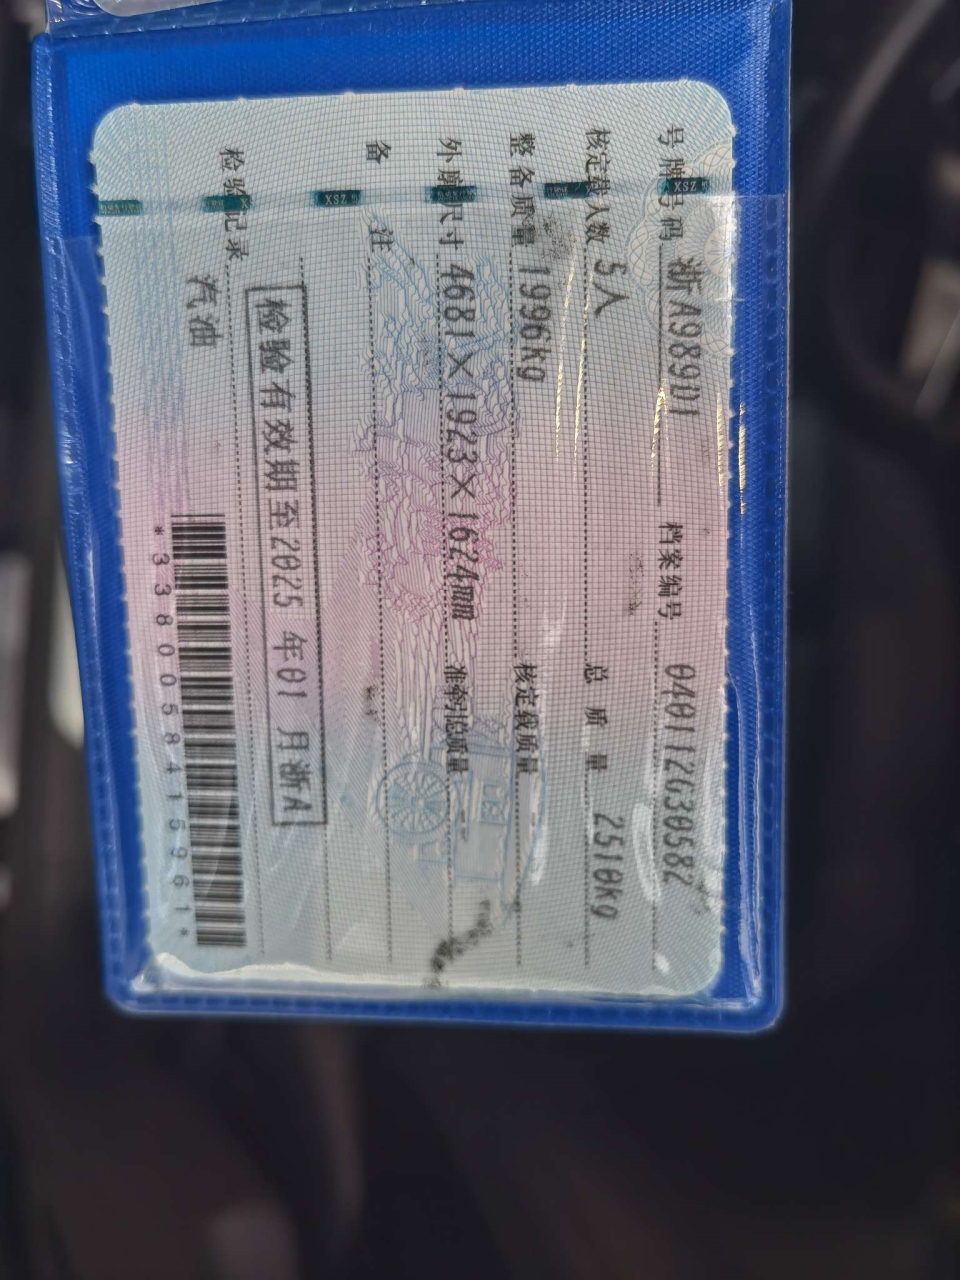 号牌号码 浙A989D1 档案编号 040112G30582
核定载人数 5人 总质量 2510kg
整备质量 1996kg 核定载质量
外廓尺寸 4681×1923×1624mm 准牵引总质量
备注
检验有效期至2025 年01 月浙A
检验记录
汽油
*3380058415961*
ZSX
ZSX